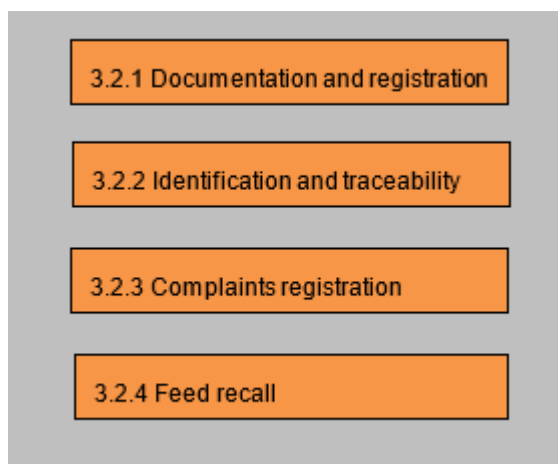 3.2.1 Documentation and registration
3.2.2 Identification and traceability
3.2.3 Complaints registration
3.2.4 Feed recall